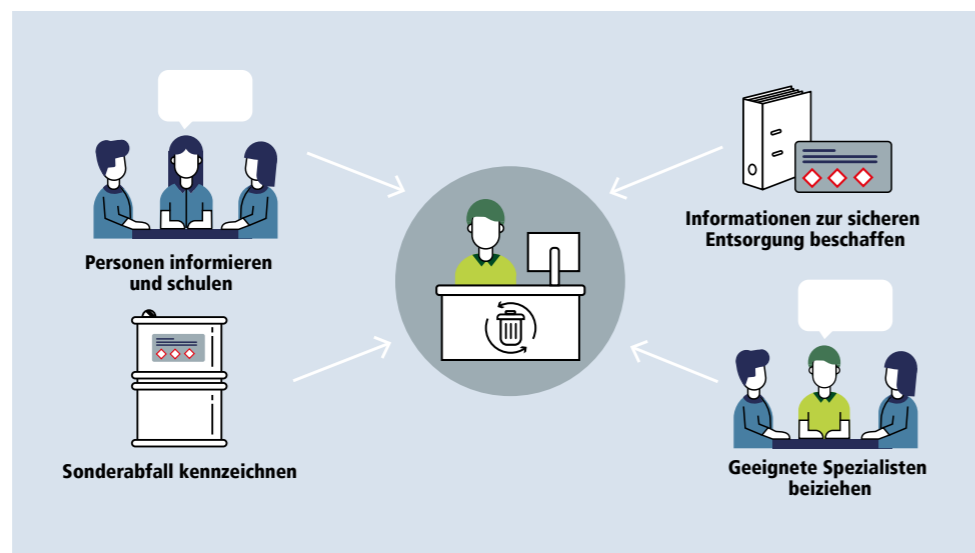 Personen informieren
und schulen
Informationen zur sicheren
Entsorgung beschaffen
Sonderabfall kennzeichnen
Geeignete Spezialisten
beiziehen